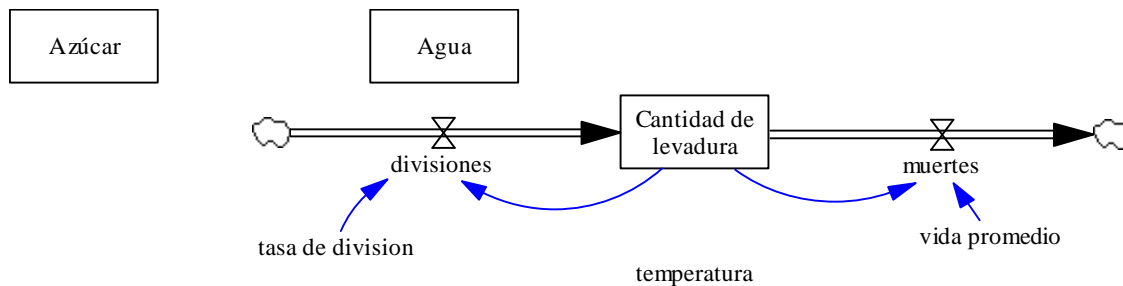 Azúcar
Agua
Cantidad de
levadura
divisiones
muertes
tasa de division
vida promedio
temperatura